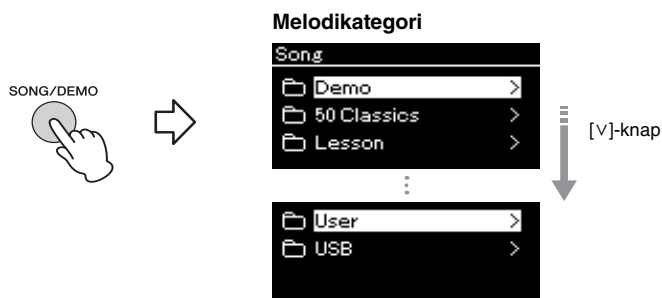 Melodikategori
SONG/DEMO
Song
Demo >
50 Classics >
Lesson >
[∨]-knap
User >
USB >